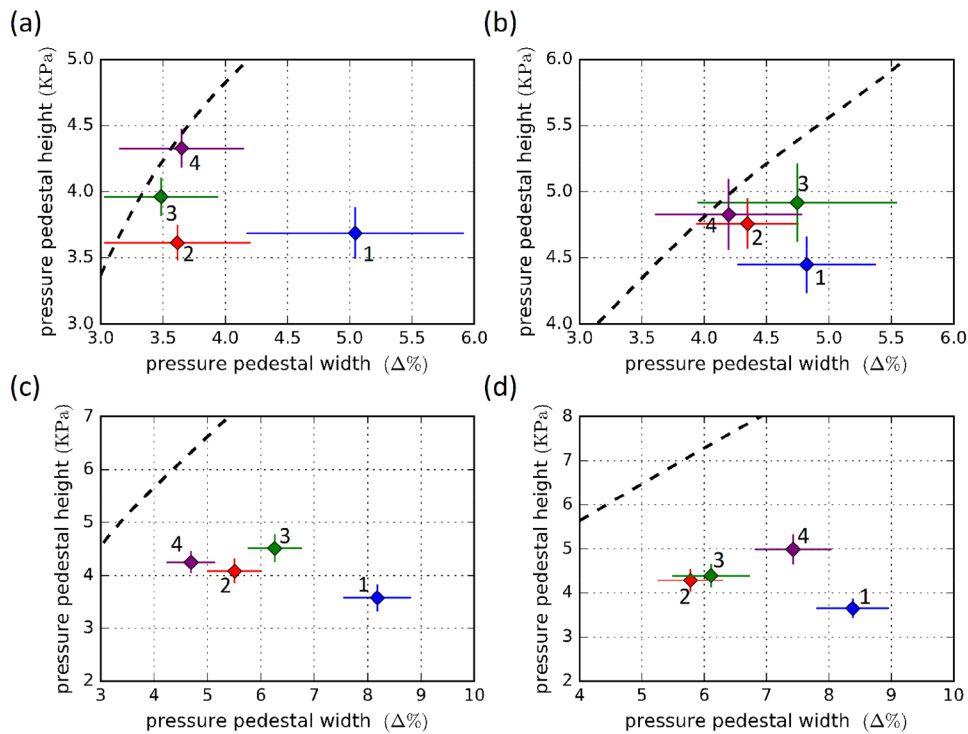 (a)
pressure pedestal height (KPa)
5.0
4.5
4.0
3.5
3.0
4
3
2
1
3.0 3.5 4.0 4.5 5.0 5.5 6.0
pressure pedestal width (Δ%)
(b)
pressure pedestal height (KPa)
6.0
5.5
5.0
4.5
4.0
3
4
2
1
3.0 3.5 4.0 4.5 5.0 5.5 6.0
pressure pedestal width (Δ%)
(c)
pressure pedestal height (KPa)
7
6
5
4
3
2
4
3
2
1
3 4 5 6 7 8 9 10
pressure pedestal width (Δ%)
(d)
pressure pedestal height (KPa)
8
7
6
5
4
3
2
4
3
2
1
4 5 6 7 8 9 10
pressure pedestal width (Δ%)